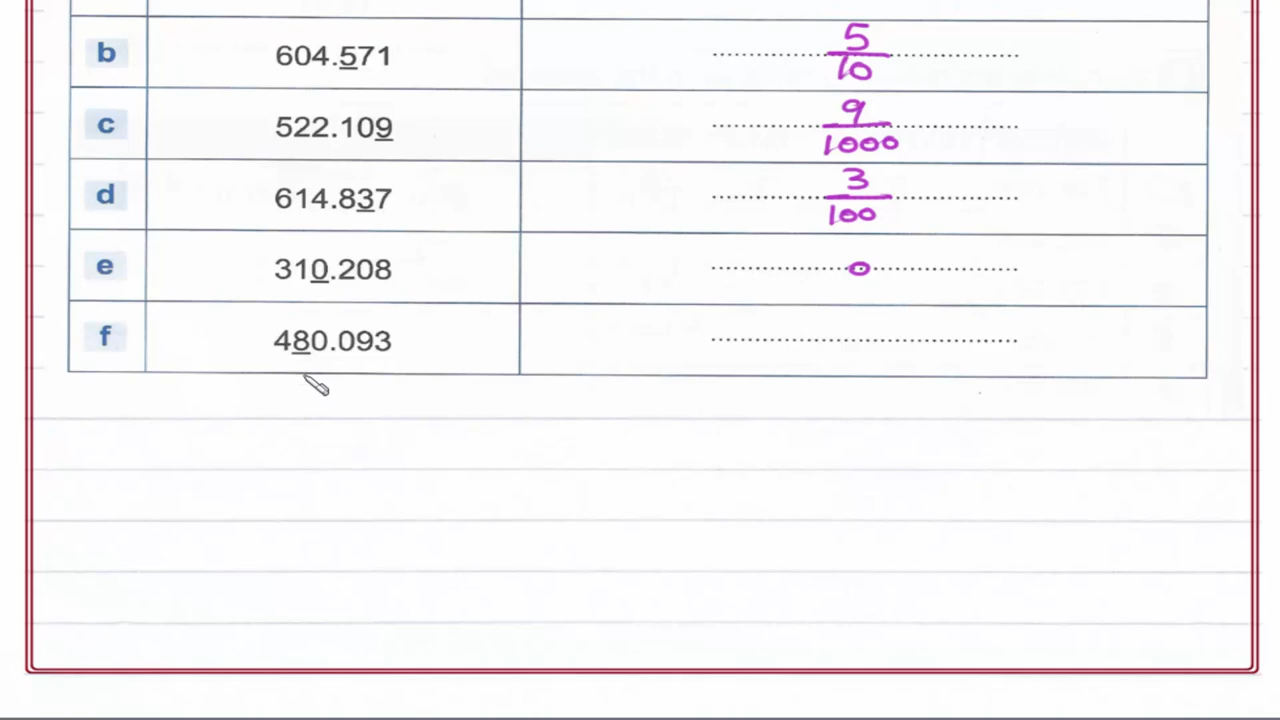 b 604.571 5/10
c 522.109 9/1000
d 614.837 3/100
e 310.208 0
f 480.093